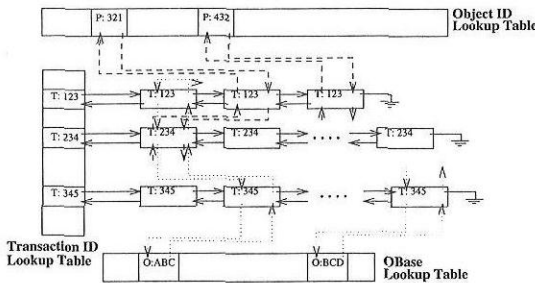 P: 321 P: 432
Object ID
Lookup Table
T: 123 T: 123 T: 123 T: 123
T: 234 T: 234 T: 234 T: 234
T: 345 T: 345 T: 345 T: 345
Transaction ID
Lookup Table
O:ABC O:BCD
OBase
Lookup Table